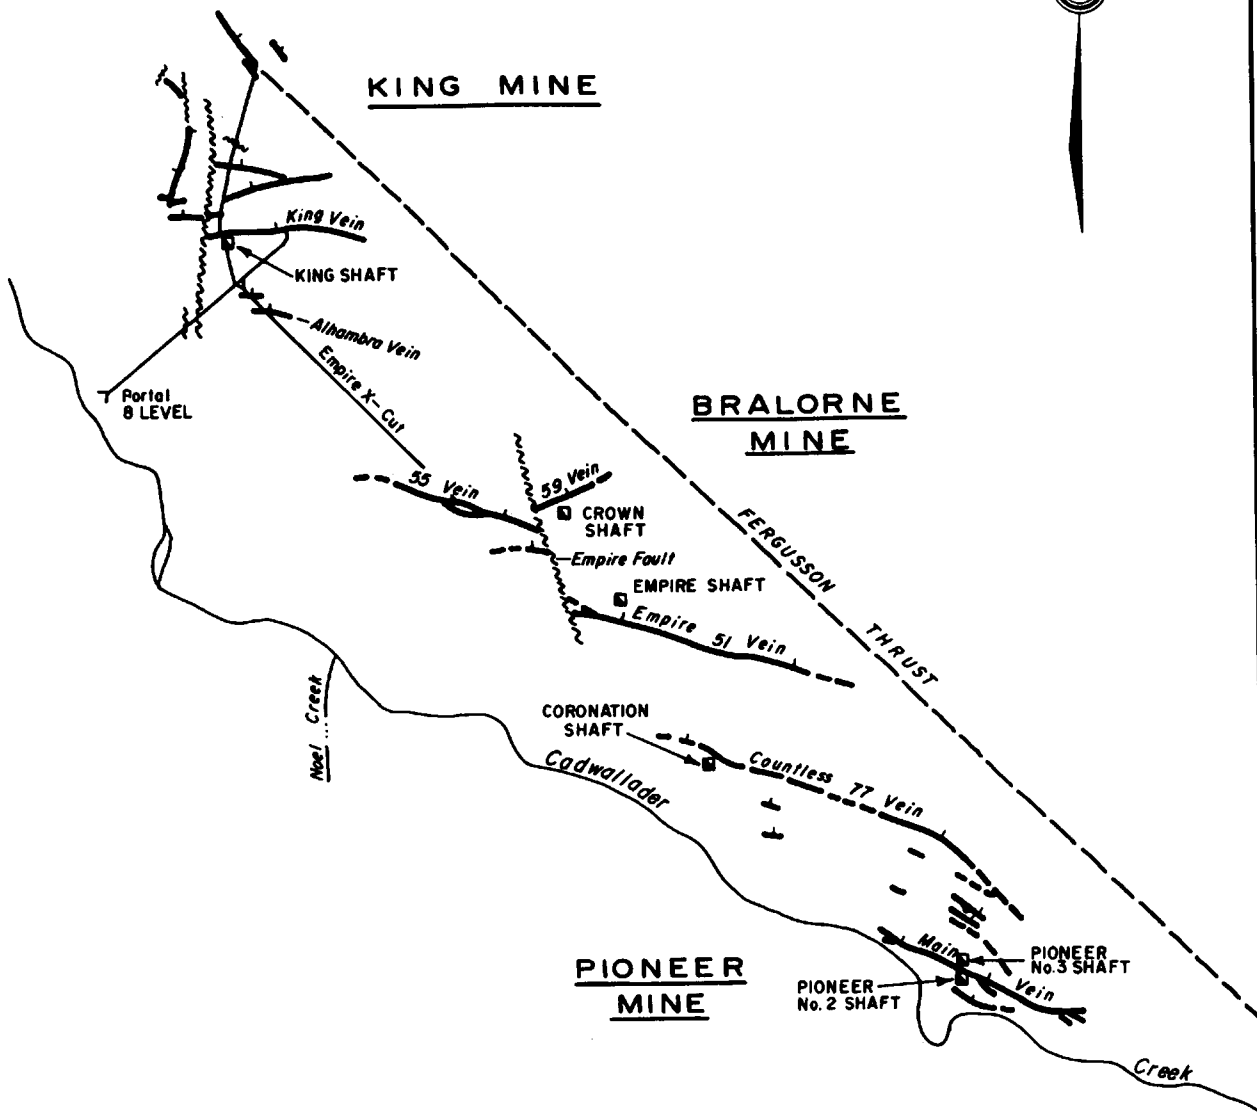 KING MINE
King Vein
KING SHAFT
Alhambra Vein
Empire X-Cut
Portal
8 LEVEL
BRALORNE
MINE
55 Vein
59 Vein
CROWN
SHAFT
Empire Fault
EMPIRE SHAFT
Empire 51 Vein
FERGUSSON
THRUST
Noel ... Creek
CORONATION
SHAFT
Cadwallader
Countless 77 Vein
PIONEER
MINE
Main Vein
PIONEER
No.3 SHAFT
PIONEER
No. 2 SHAFT
Creek